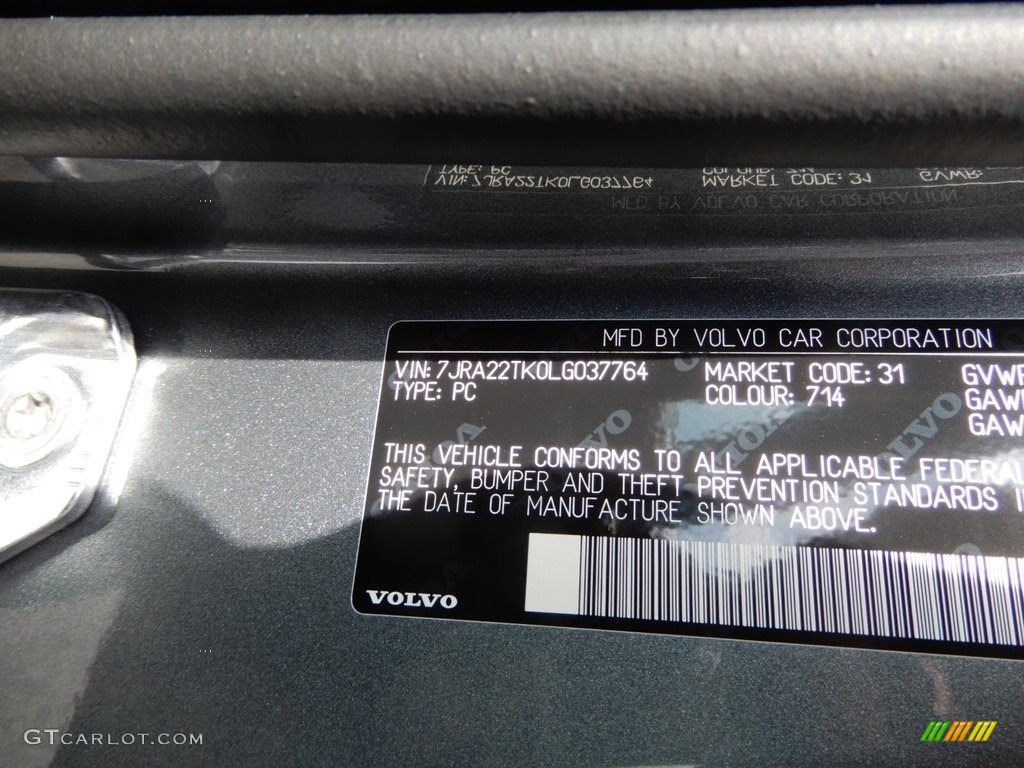 MFD BY VOLVO CAR CORPORATION
VIN: 7JRA22TK0LG037764 MARKET CODE: 31
TYPE: PC COLOUR: 714
THIS VEHICLE CONFORMS TO ALL APPLICABLE FEDERAL
SAFETY, BUMPER AND THEFT PREVENTION STANDARDS
THE DATE OF MANUFACTURE SHOWN ABOVE.
VOLVO
GTCARLOT.COM